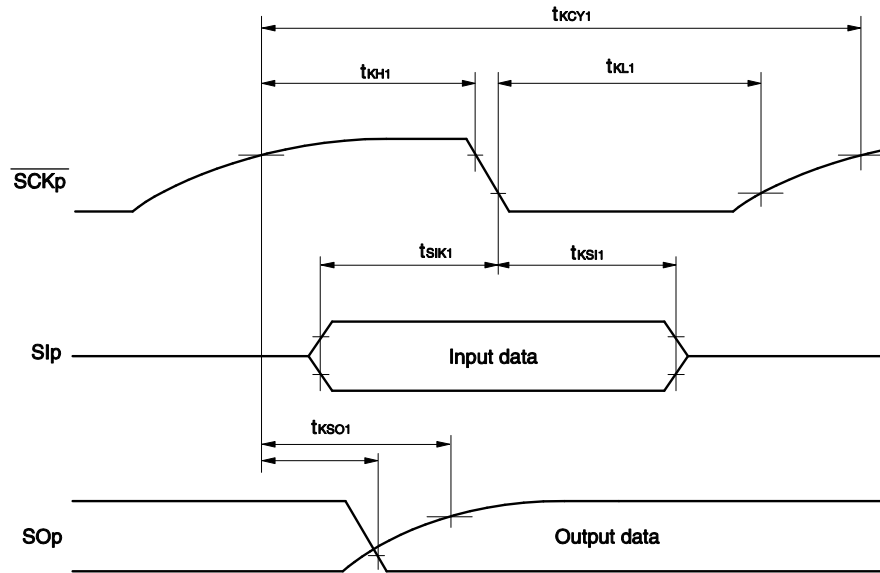 tKCY1
tKH1
tKL1
SCKp
tSIK1
tKSI1
SIp
Input data
tKSO1
SOp
Output data